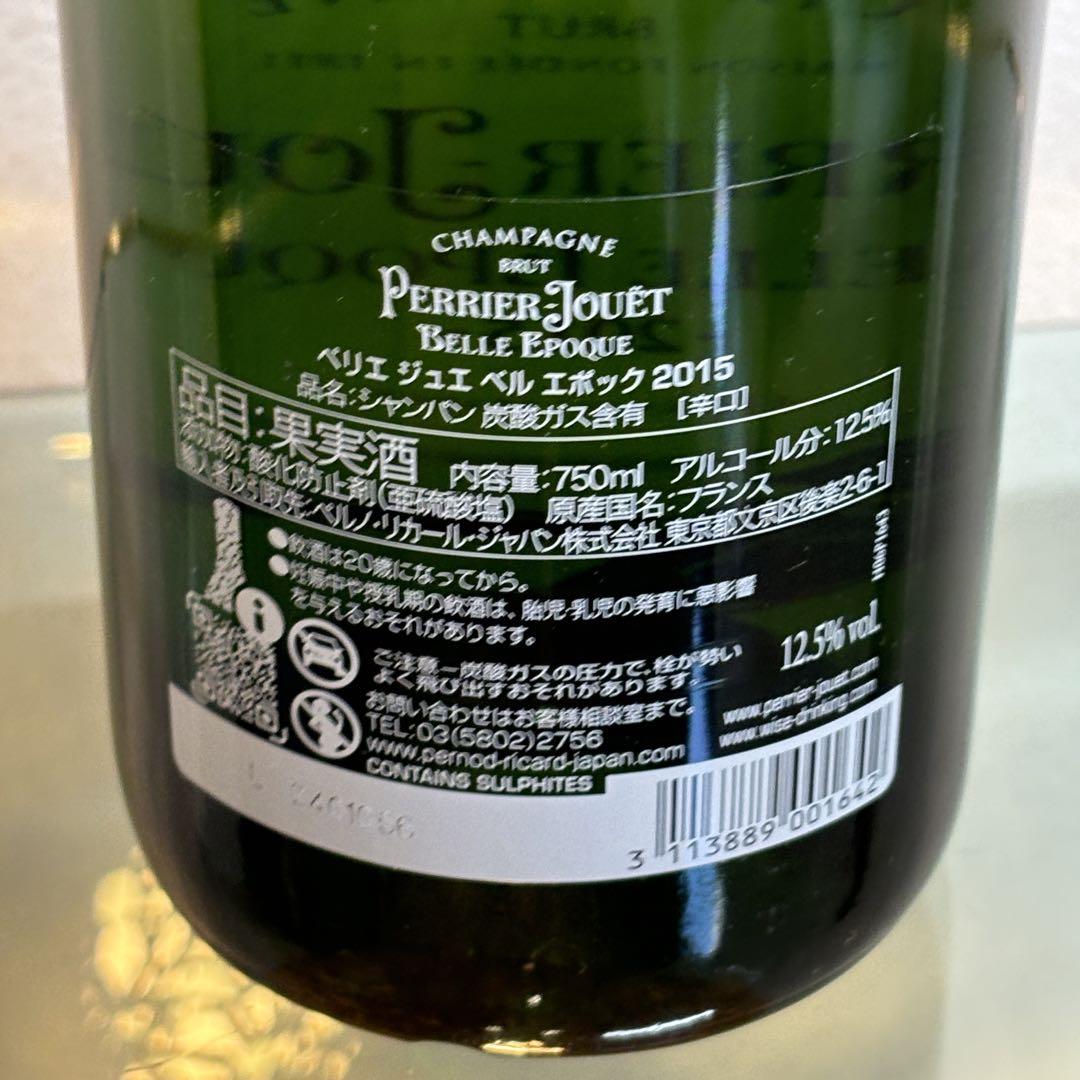 CHAMPAGNE
BRUT
PERRIER-JOUËT
BELLE EPOQUE
ペリエ ジュエ ベル エポック 2015
品名:シャンパン 炭酸ガス含有 [辛口]
品目:果実酒 内容量:750ml アルコール分:12.5%
添加物:酸化防止剤(亜硫酸塩) 原産国名:フランス
輸入者及引取先:ペルノ・リカール・ジャパン株式会社 東京都文京区後楽2-6-1
●飲酒は20歳になってから。
●妊娠中や授乳期の飲酒は、胎児・乳児の発育に悪影響
を与えるおそれがあります。
ご注意―炭酸ガスの圧力で、栓が勢い
よく飛び出すおそれがあります。
お問い合わせはお客様相談室まで。
TEL:03(5802)2756
www.pernod-ricard-japan.com
CONTAINS SULPHITES
12.5% vol.
www.perrier-jouet.com
www.wise-drinking.com
3 113889 001642